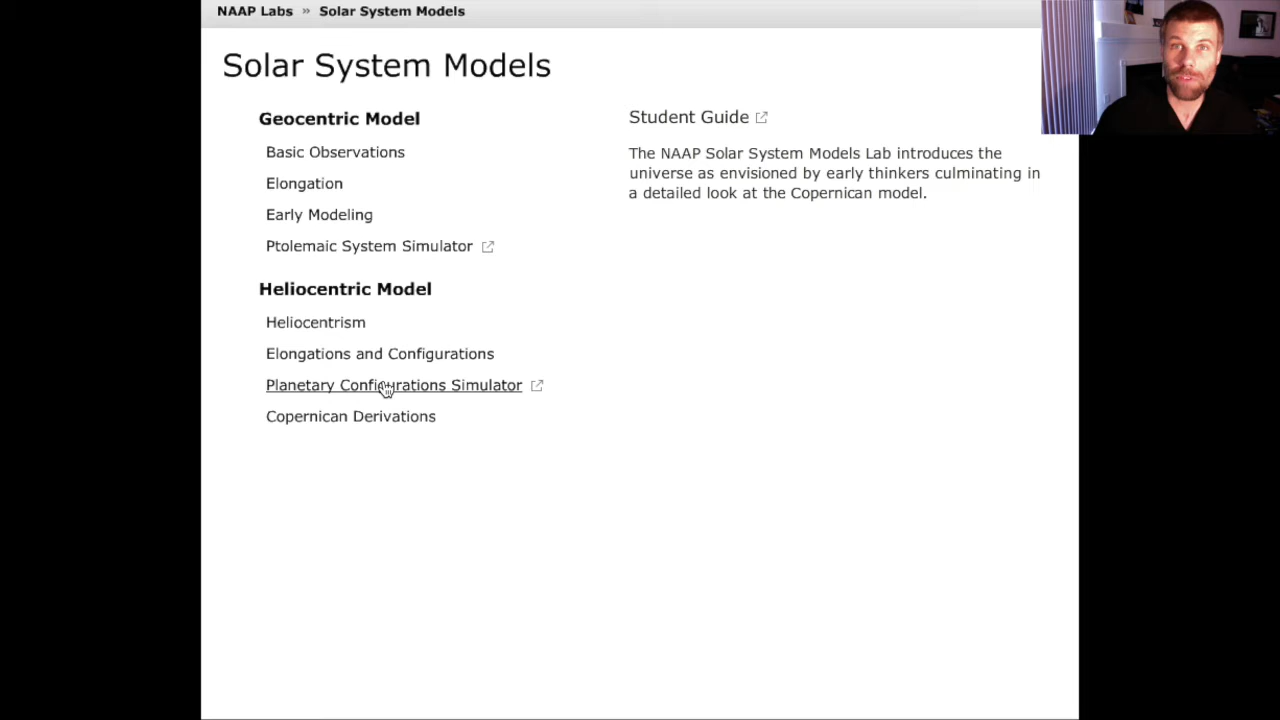 NAAP Labs » Solar System Models
Solar System Models
Geocentric Model
Basic Observations
Elongation
Early Modeling
Ptolemaic System Simulator
Heliocentric Model
Heliocentrism
Elongations and Configurations
Planetary Configurations Simulator
Copernican Derivations
Student Guide
The NAAP Solar System Models Lab introduces the
universe as envisioned by early thinkers culminating in
a detailed look at the Copernican model.